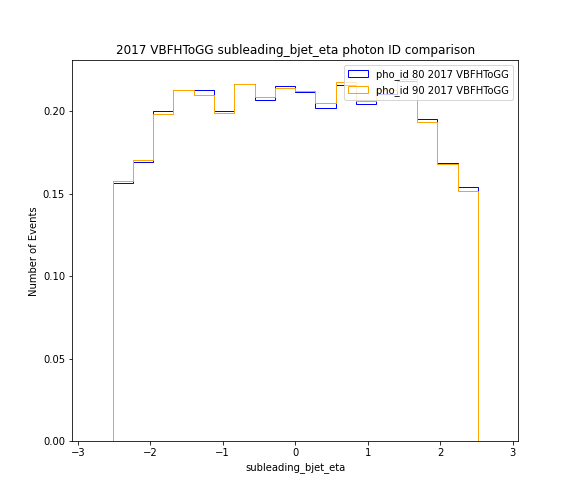 2017 VBFHToGG subleading_bjet_eta photon ID comparison
pho_id 80 2017 VBFHToGG
pho_id 90 2017 VBFHToGG
0.20
0.15
0.10
0.05
0.00
Number of Events
−3
−2
−1
0
1
2
3
subleading_bjet_eta